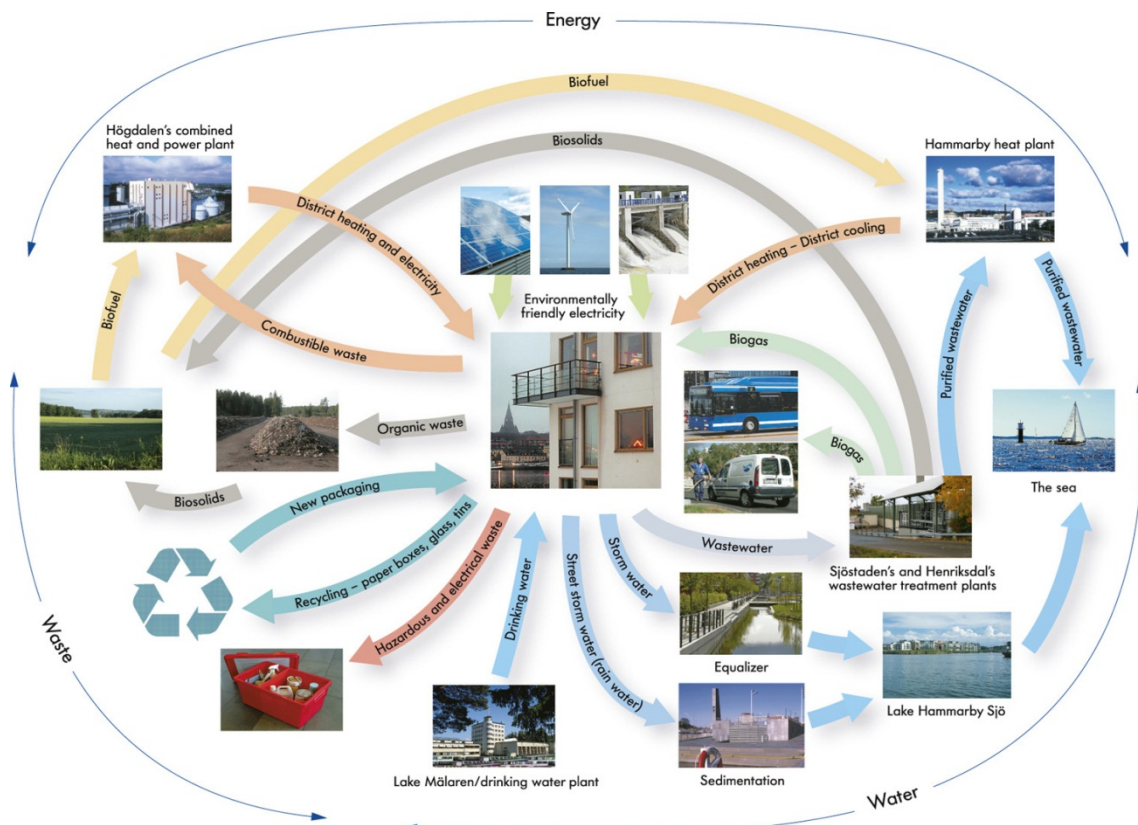 Energy
Biofuel
Högdalen's combined
heat and power plant
Biosolids
Hammarby heat plant
District heating and electricity
District heating – District cooling
Purified wastewater
Purified wastewater
Biofuel
Environmentally
friendly electricity
Combustible waste
Biogas
Organic waste
Biogas
The sea
Biosolids
New packaging
Wastewater
Sjöstaden's and Henriksdal's
wastewater treatment plants
Recycling – paper boxes, glass, tins
Hazardous and electrical waste
Drinking water
Street storm water (rain water)
Storm water
Waste
Equalizer
Lake Hammarby Sjö
Lake Mälaren/drinking water plant
Sedimentation
Water